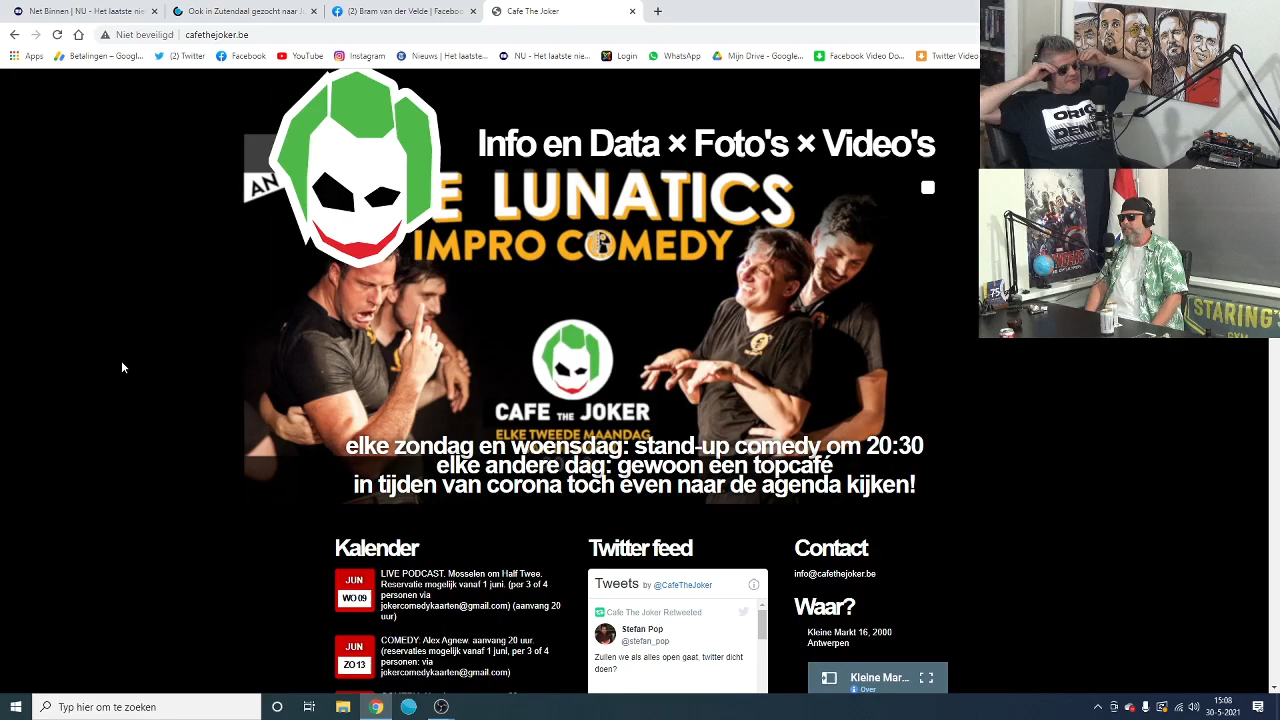 Net Binnen | NU - Het laatste n
Ook in Zutendaal gezocht naar J
(2) Bram van der Velde | Facebo
Cafe The Joker
Niet beveiligd | cafethejoker.be
Apps
Betalingen – Googl...
(2) Twitter
Facebook
YouTube
Instagram
Nieuws | Het laatste...
NU - Het laatste nie...
Login
WhatsApp
Mijn Drive - Google...
Facebook Video Do...
Twitter Video
Info en Data × Foto's × Video's
AN
E LUNATICS
IMPRO COMEDY
CAFE THE JOKER
ELKE TWEEDE MAANDAG
elke zondag en woensdag: stand-up comedy om 20:30
elke andere dag: gewoon een topcafé
in tijden van corona toch even naar de agenda kijken!
Kalender
JUN
WO 09
LIVE PODCAST. Mosselen om Half Twee.
Reservatie mogelijk vanaf 1 juni. (per 3 of 4
personen via
jokercomedykaarten@gmail.com) (aanvang 20
uur)
JUN
ZO 13
COMEDY: Alex Agnew. aanvang 20 uur.
(reservaties mogelijk vanaf 1 juni, per 3 of 4
personen: via
jokercomedykaarten@gmail.com)
Twitter feed
Tweets by @CafeTheJoker
Cafe The Joker Retweeted
Stefan Pop
@stefan_pop
Zullen we als alles open gaat, twitter dicht
doen?
Contact
info@cafethejoker.be
Waar?
Kleine Markt 16, 2000
Antwerpen
Kleine Mar...
Over
AVENGERS
75
STARING'S
GYM
Typ hier om te zoeken
15:08
30-5-2021